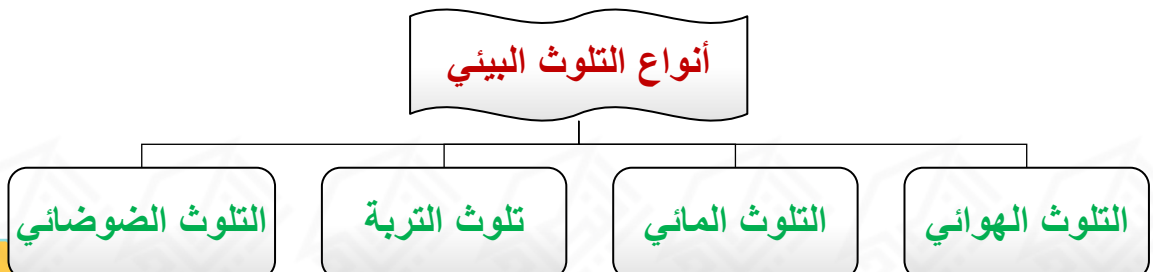 أنواع التلوث البيئي
التلوث الهوائي
التلوث المائي
تلوث التربة
التلوث الضوضائي